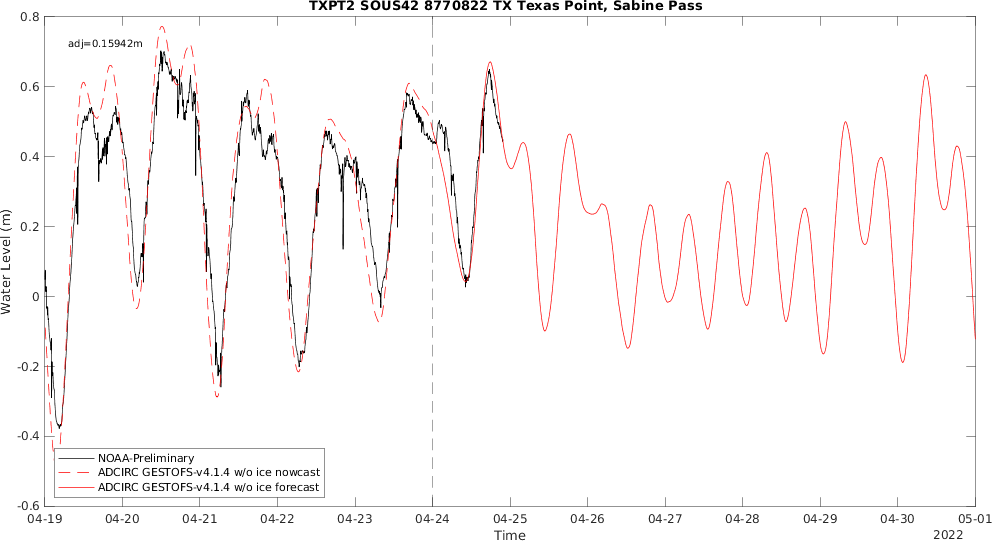 TXPT2 SOUS42 8770822 TX Texas Point, Sabine Pass
adj=0.15942m
0.8
0.6
0.4
0.2
0
-0.2
-0.4
-0.6
Water Level (m)
NOAA-Preliminary
ADCIRC GESTOFS-v4.1.4 w/o ice nowcast
ADCIRC GESTOFS-v4.1.4 w/o ice forecast
04-19 04-20 04-21 04-22 04-23 04-24 04-25 04-26 04-27 04-28 04-29 04-30 05-01
Time
2022